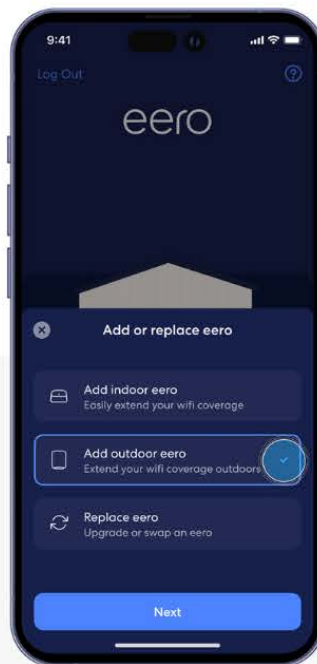 9:41
Log Out
eero
Add or replace eero
Add indoor eero
Easily extend your wifi coverage
Add outdoor eero
Extend your wifi coverage outdoors
Replace eero
Upgrade or swap an eero
Next